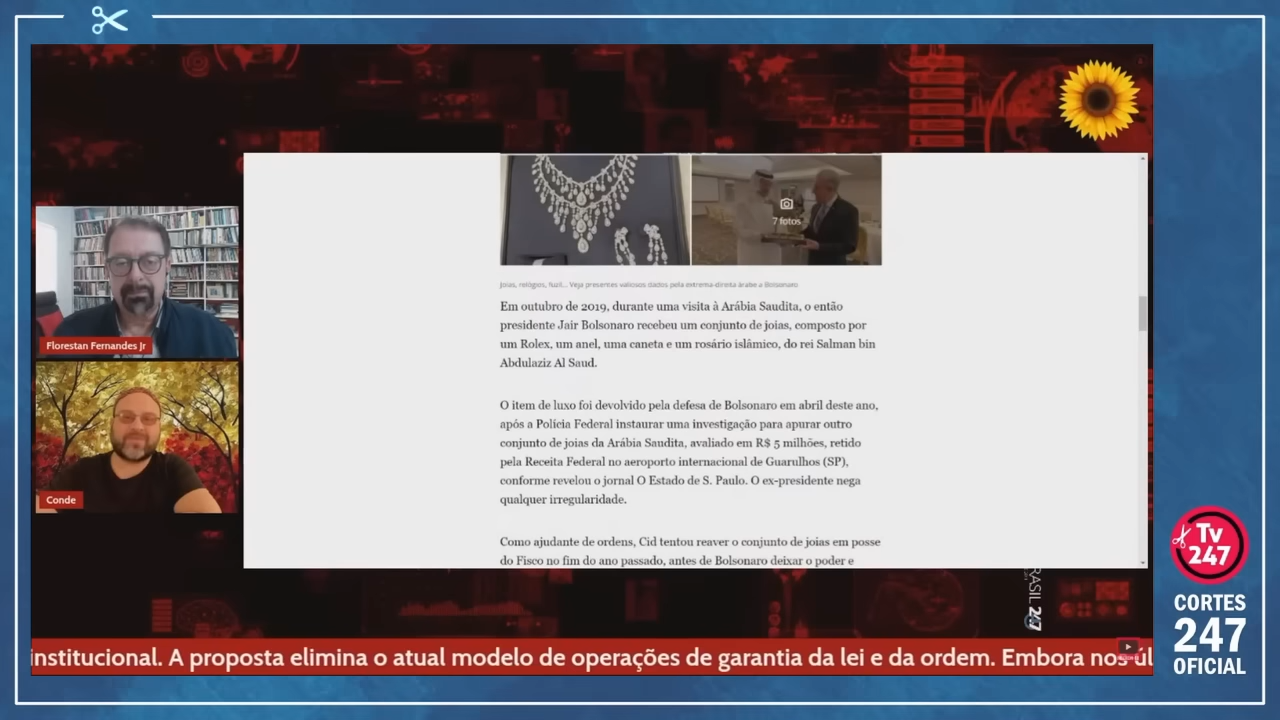 7 fotos
Joias, relógios, fuzil... Veja presentes valiosos dados pela extrema-direita árabe a Bolsonaro
Em outubro de 2019, durante uma visita à Arábia Saudita, o então
presidente Jair Bolsonaro recebeu um conjunto de joias, composto por
um Rolex, um anel, uma caneta e um rosário islâmico, do rei Salman bin
Abdulaziz Al Saud.
O item de luxo foi devolvido pela defesa de Bolsonaro em abril deste ano,
após a Polícia Federal instaurar uma investigação para apurar outro
conjunto de joias da Arábia Saudita, avaliado em R$ 5 milhões, retido
pela Receita Federal no aeroporto internacional de Guarulhos (SP),
conforme revelou o jornal O Estado de S. Paulo. O ex-presidente nega
qualquer irregularidade.
Como ajudante de ordens, Cid tentou reaver o conjunto de joias em posse
do Fisco no fim do ano passado, antes de Bolsonaro deixar o poder e
Florestan Fernandes Jr
Conde
RASIL 247
institucional. A proposta elimina o atual modelo de operações de garantia da lei e da ordem. Embora nos úl
Tv
247
CORTES
247
OFICIAL